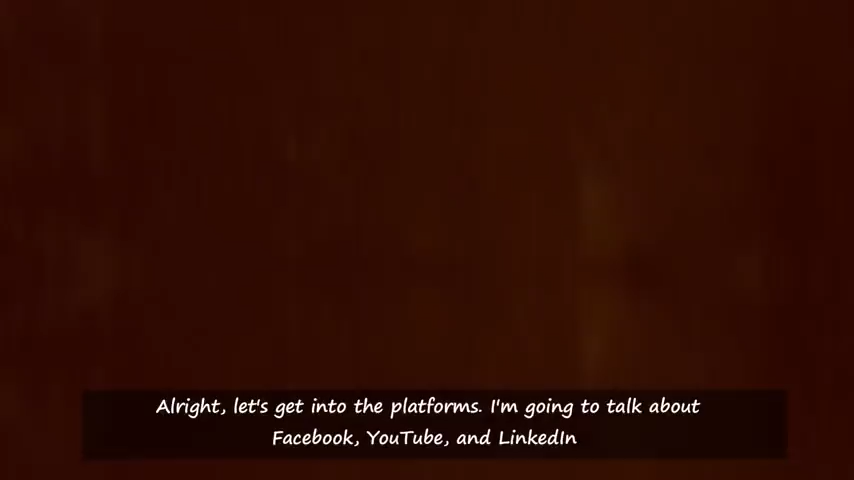 Alright, let's get into the platforms. I'm going to talk about
Facebook, YouTube, and LinkedIn